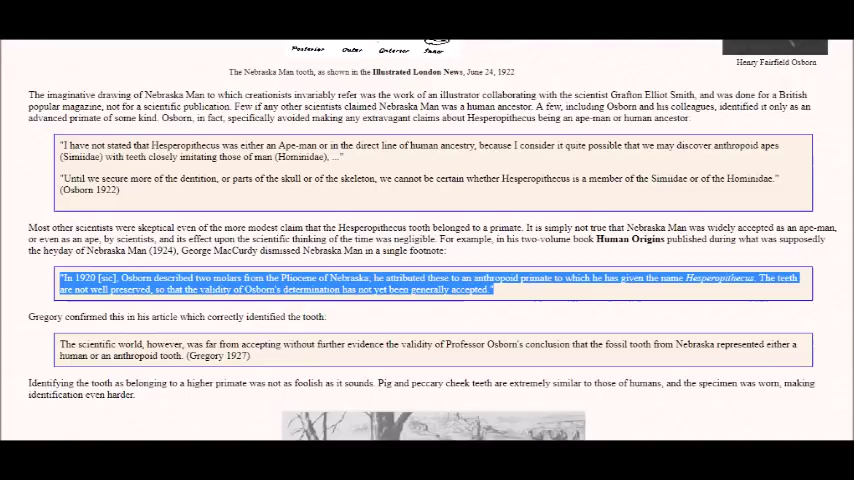 Posterior Outer Anterior Inner
Henry Fairfield Osborn
The Nebraska Man tooth, as shown in the Illustrated London News, June 24, 1922
The imaginative drawing of Nebraska Man to which creationists invariably refer was the work of an illustrator collaborating with the scientist Grafton Elliot Smith, and was done for a British
popular magazine, not for a scientific publication. Few if any other scientists claimed Nebraska Man was a human ancestor. A few, including Osborn and his colleagues, identified it only as an
advanced primate of some kind. Osborn, in fact, specifically avoided making any extravagant claims about Hesperopithecus being an ape-man or human ancestor:
"I have not stated that Hesperopithecus was either an Ape-man or in the direct line of human ancestry, because I consider it quite possible that we may discover anthropoid apes
(Simiidae) with teeth closely imitating those of man (Hominidae), ..."
"Until we secure more of the dentition, or parts of the skull or of the skeleton, we cannot be certain whether Hesperopithecus is a member of the Simiidae or of the Hominidae."
(Osborn 1922)
Most other scientists were skeptical even of the more modest claim that the Hesperopithecus tooth belonged to a primate. It is simply not true that Nebraska Man was widely accepted as an ape-man,
or even as an ape, by scientists, and its effect upon the scientific thinking of the time was negligible. For example, in his two-volume book Human Origins published during what was supposedly
the heyday of Nebraska Man (1924), George MacCurdy dismissed Nebraska Man in a single footnote:
"In 1920 [sic], Osborn described two molars from the Pliocene of Nebraska; he attributed these to an anthropoid primate to which he has given the name Hesperopithecus. The teeth
are not well preserved, so that the validity of Osborn's determination has not yet been generally accepted."
Gregory confirmed this in his article which correctly identified the tooth:
The scientific world, however, was far from accepting without further evidence the validity of Professor Osborn's conclusion that the fossil tooth from Nebraska represented either a
human or an anthropoid tooth. (Gregory 1927)
Identifying the tooth as belonging to a higher primate was not as foolish as it sounds. Pig and peccary cheek teeth are extremely similar to those of humans, and the specimen was worn, making
identification even harder.